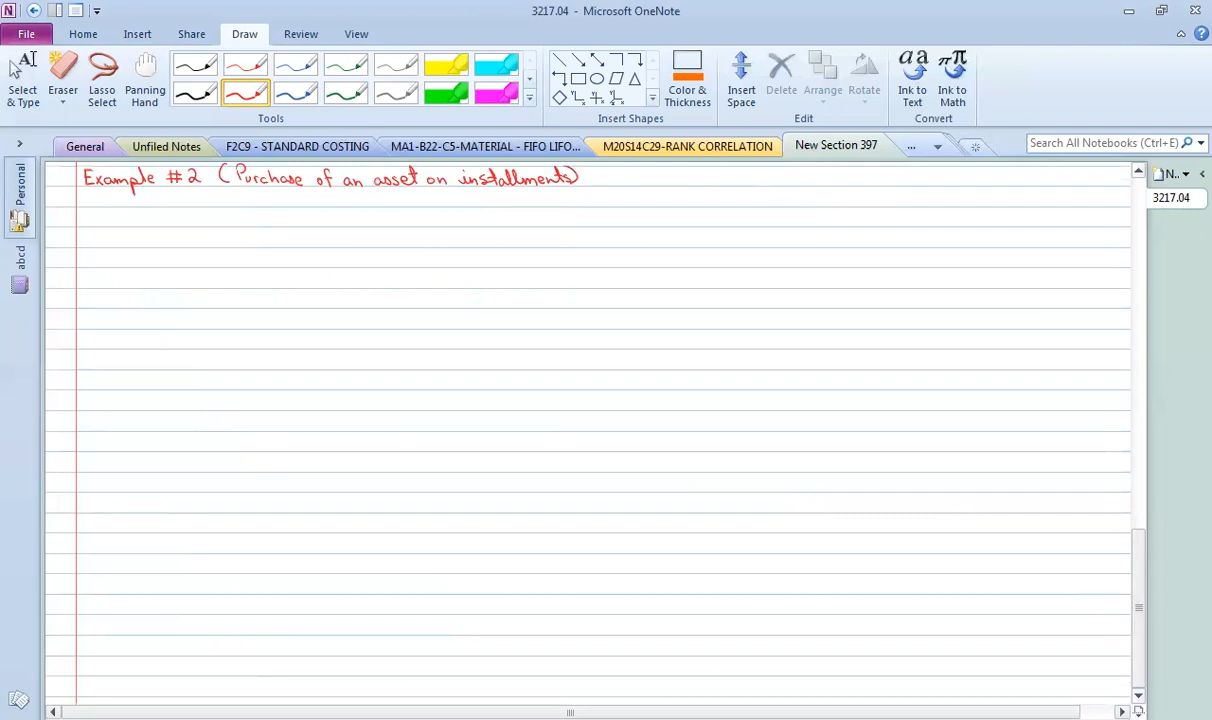 3217.04 - Microsoft OneNote
File Home Insert Share Draw Review View
Select & Type
Eraser
Lasso Select
Panning Hand
Color & Thickness
Insert Space
Delete
Arrange
Rotate
Ink to Text
Ink to Math
Tools
Insert Shapes
Edit
Convert
General
Unfiled Notes
F2C9 - STANDARD COSTING
MA1-B22-C5-MATERIAL - FIFO LIFO...
M20S14C29-RANK CORRELATION
New Section 397
...
Search All Notebooks (Ctrl+E)
Personal
abcd
N..
3217.04
Example # 2 (Purchase of an asset on installments)